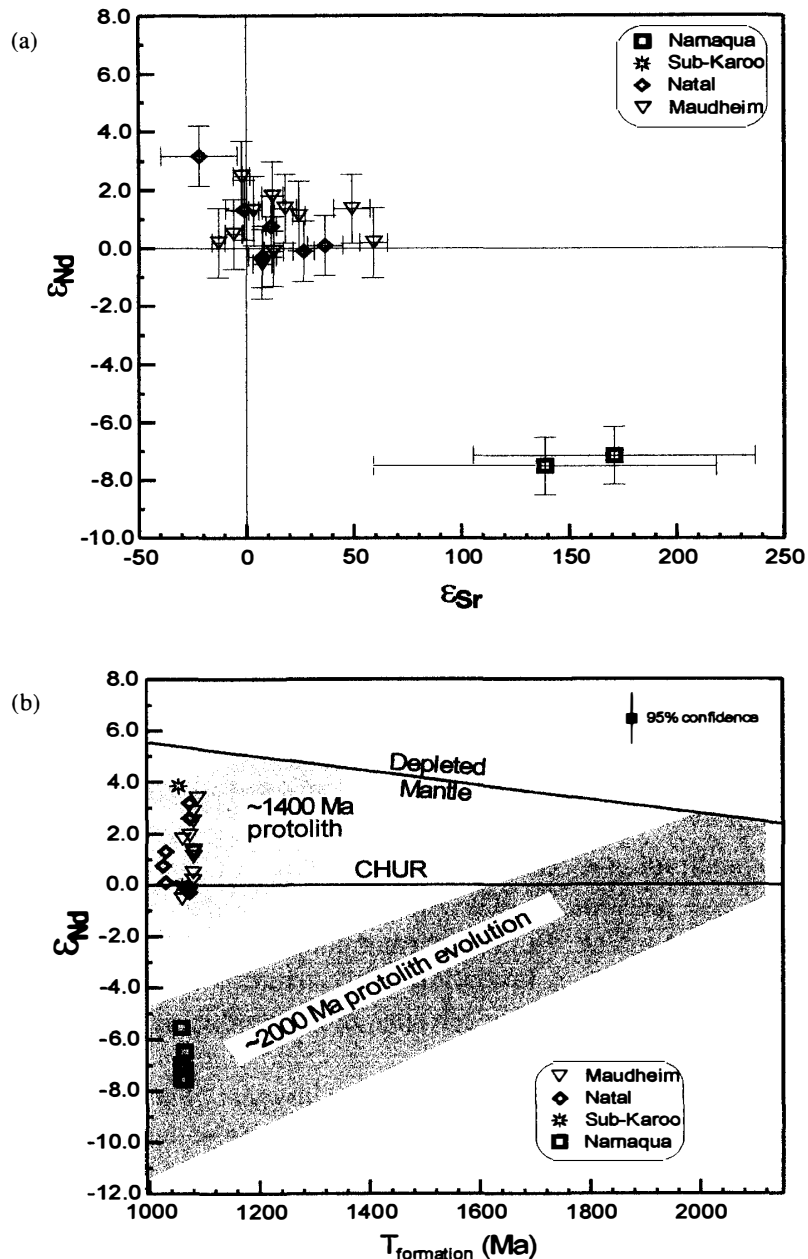 (a)
8.0
6.0
4.0
2.0
0.0
-2.0
-4.0
-6.0
-8.0
-10.0
εNd
Namaqua
Sub-Karoo
Natal
Maudheim
-50
0
50
100
150
200
250
εSr
(b)
8.0
6.0
4.0
2.0
0.0
-2.0
-4.0
-6.0
-8.0
-10.0
-12.0
εNd
95% confidence
Depleted
Mantle
~1400 Ma
protolith
CHUR
~2000 Ma protolith evolution
Maudheim
Natal
Sub-Karoo
Namaqua
1000
1200
1400
1600
1800
2000
Tformation (Ma)